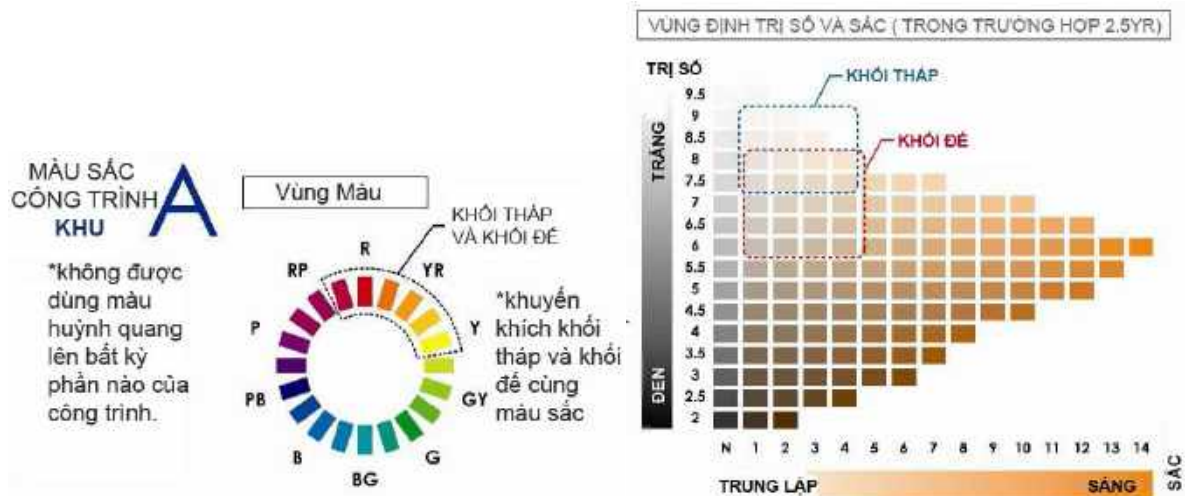 MÀU SẮC
CÔNG TRÌNH
KHU
A
*không được
dùng màu
huỳnh quang
lên bất kỳ
phần nào của
công trình.
Vùng Màu
KHỐI THÁP
VÀ KHỐI ĐẾ
R
YR
Y
GY
G
BG
B
PB
P
RP
*khuyến
khích khối
tháp và khối
đế cùng
màu sắc
VÙNG ĐỊNH TRỊ SỐ VÀ SẮC ( TRONG TRƯỜNG HỢP 2.5YR)
TRỊ SỐ
KHỐI THÁP
KHỐI ĐẾ
TRẮNG
ĐEN
9.5
9
8.5
8
7.5
7
6.5
6
5.5
5
4.5
4
3.5
3
2.5
2
N 1 2 3 4 5 6 7 8 9 10 11 12 13 14
TRUNG LẬP
SÁNG
SẮC